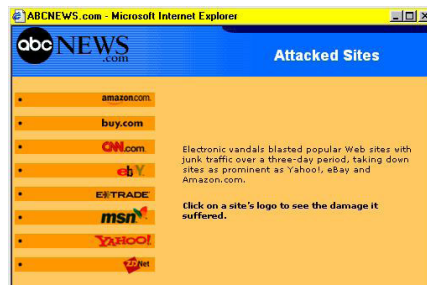 ABCNEWS.com - Microsoft Internet Explorer
abc NEWS
.com
Attacked Sites
amazon.com.
buy.com
CNN.com
ebY
E*TRADE
msn
YAHOO!
ZDNet
Electronic vandals blasted popular Web sites with
junk traffic over a three-day period, taking down
sites as prominent as Yahoo!, eBay and
Amazon.com.
Click on a site's logo to see the damage it
suffered.